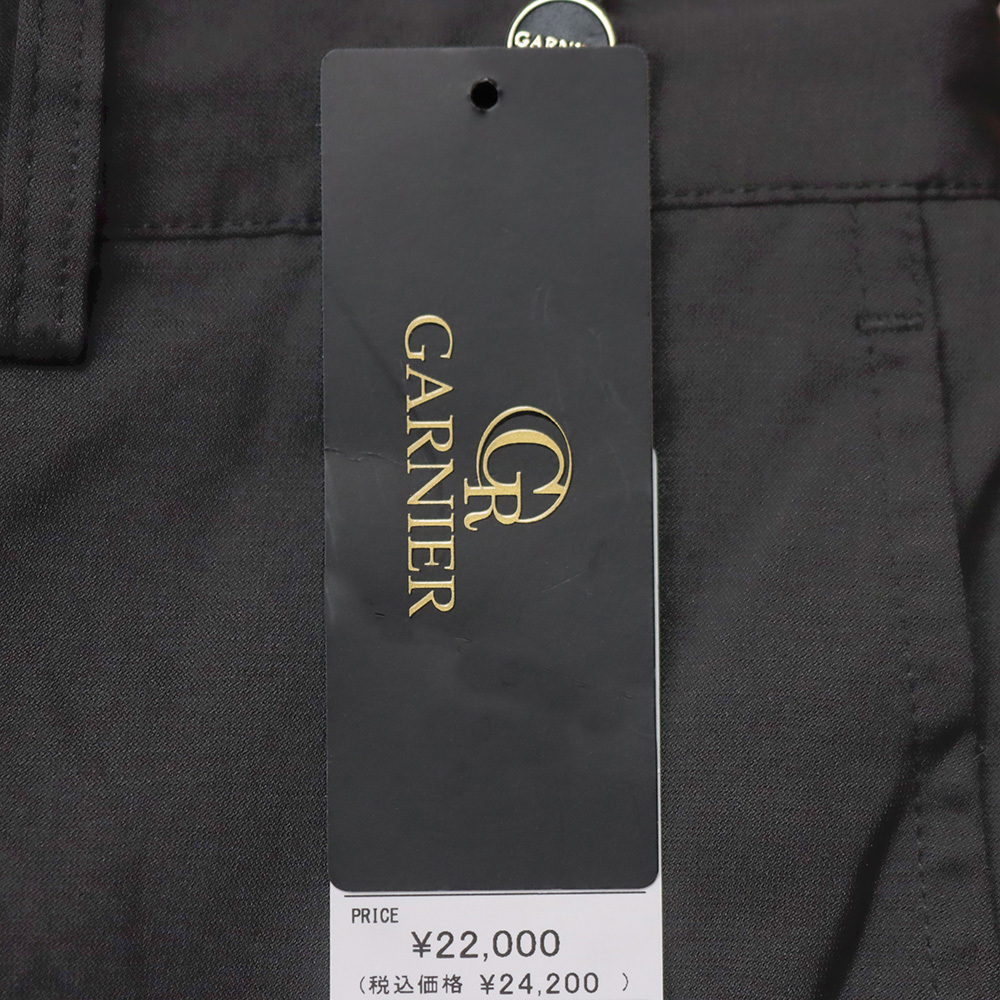 GARNIER
GR
GARNIER
PRICE
¥22,000
(税込価格 ¥24,200 )